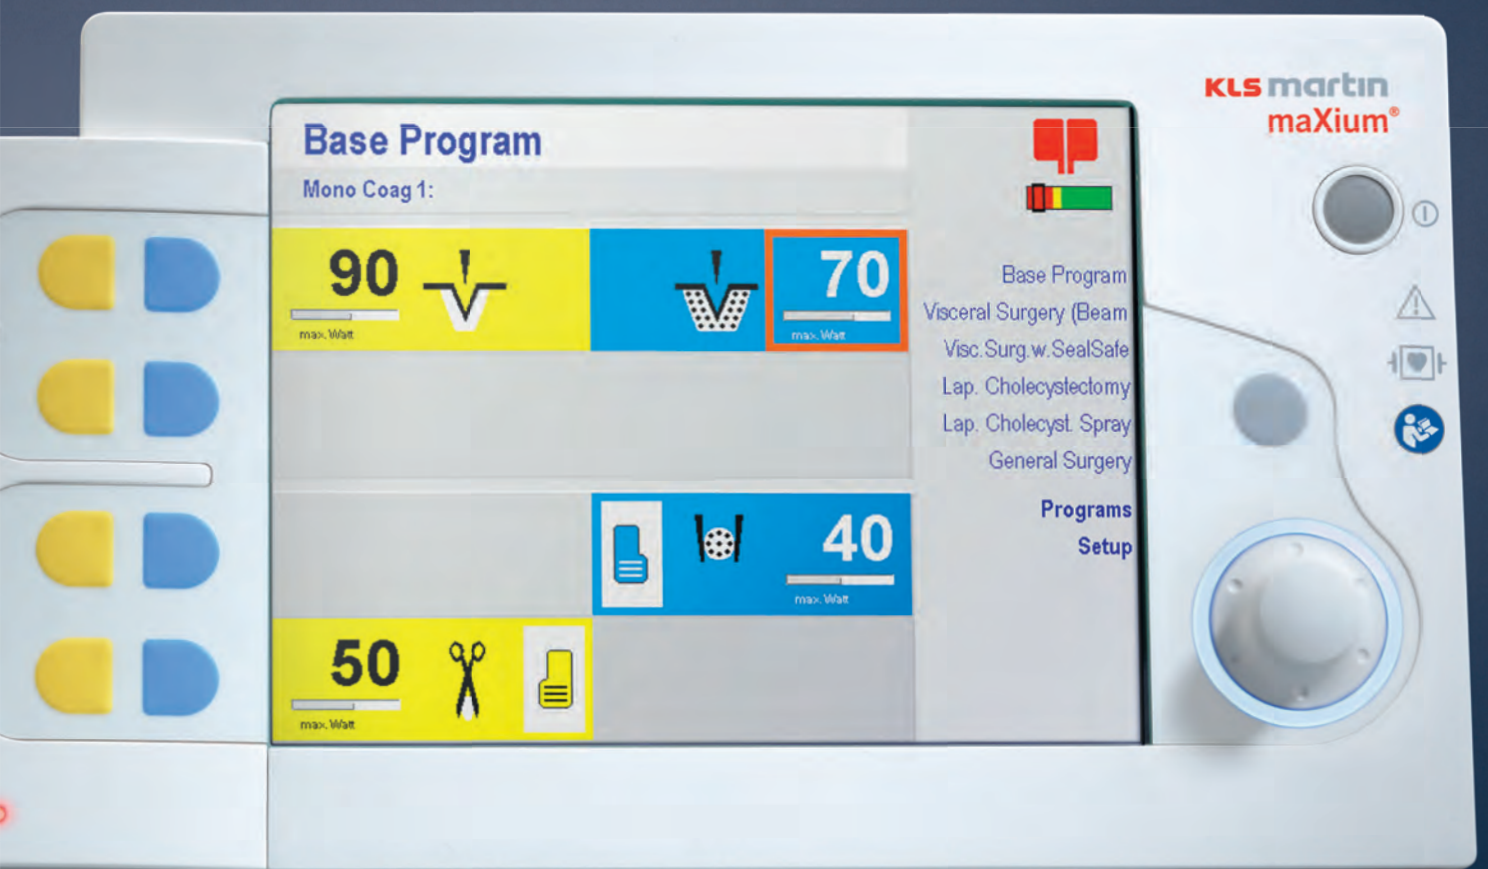 KLS martin
maXium®
Base Program
Mono Coag 1:
90
max. Watt
70
max. Watt
40
max. Watt
50
max. Watt
Base Program
Visceral Surgery (Beam
Visc.Surg.w.SealSafe
Lap. Cholecystectomy
Lap. Cholecyst. Spray
General Surgery
Programs
Setup